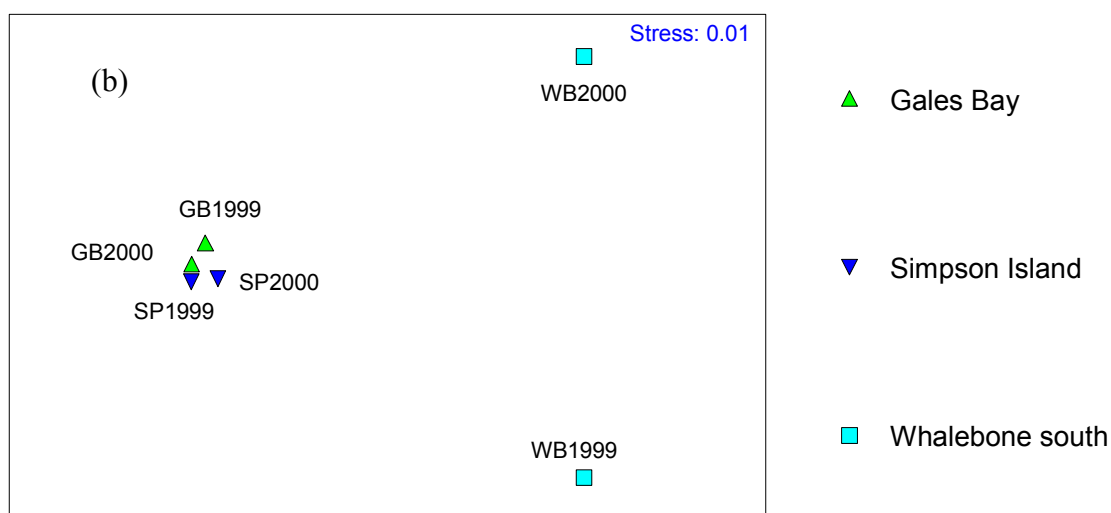 Stress: 0.01
(b)
WB2000
GB1999
GB2000
SP2000
SP1999
WB1999
Gales Bay
Simpson Island
Whalebone south